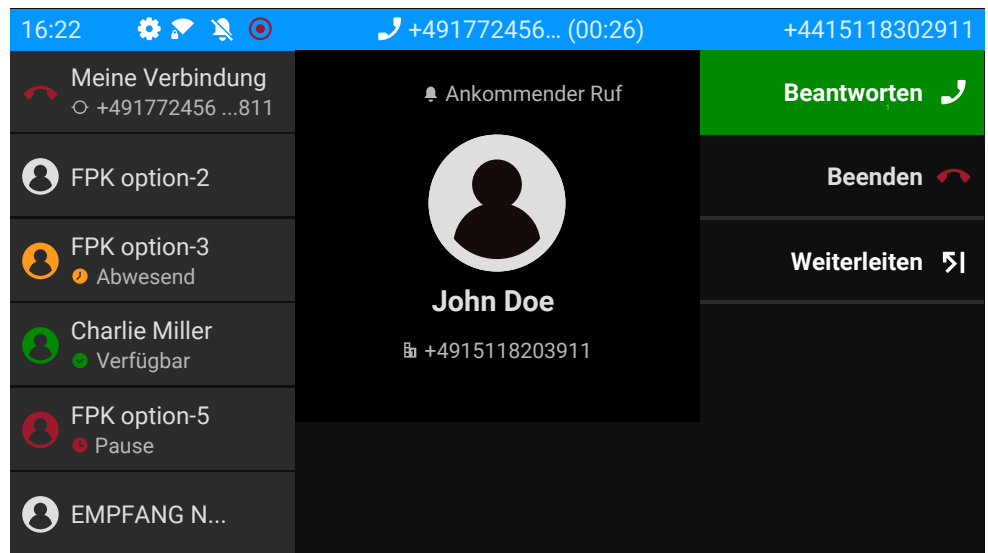 16:22
+491772456… (00:26)
+4415118302911
Meine Verbindung
+491772456 ...811
FPK option-2
FPK option-3
Abwesend
Charlie Miller
Verfügbar
FPK option-5
Pause
EMPFANG N...
Ankommender Ruf
John Doe
+4915118203911
Beantworten
Beenden
Weiterleiten